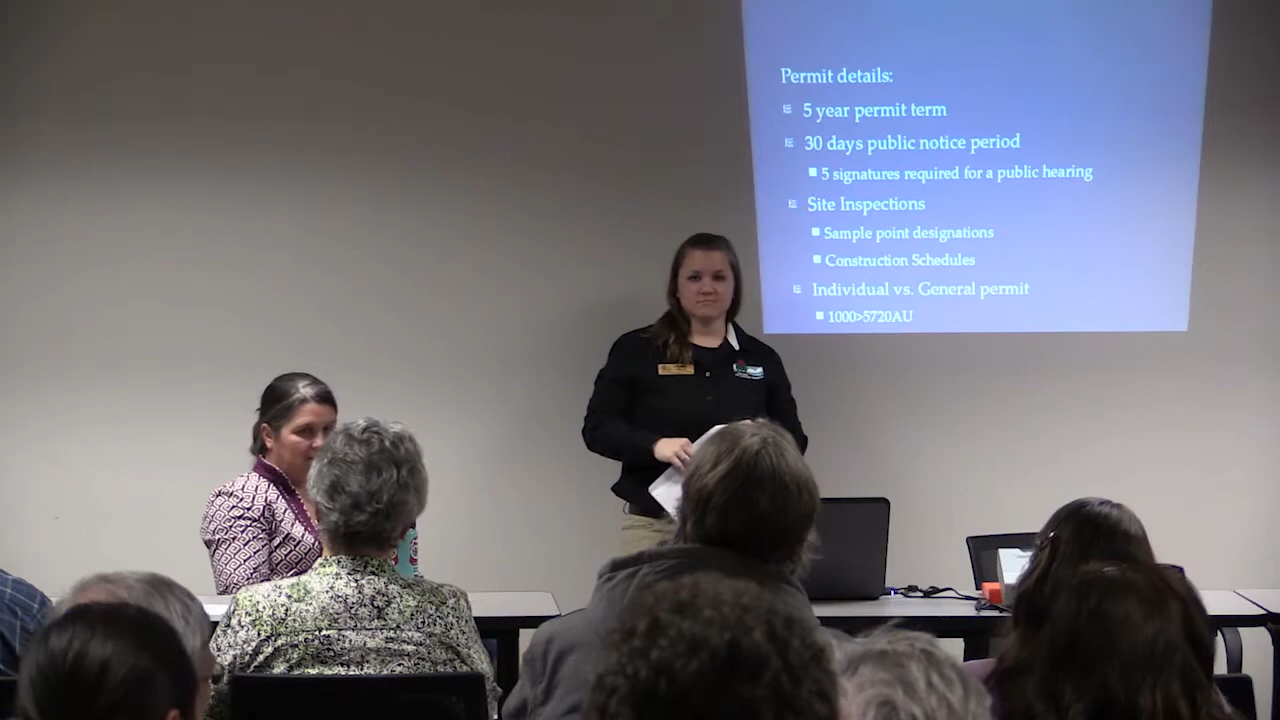 Permit details:
5 year permit term
30 days public notice period
5 signatures required for a public hearing
Site Inspections
Sample point designations
Construction Schedules
Individual vs. General permit
1000>5720AU